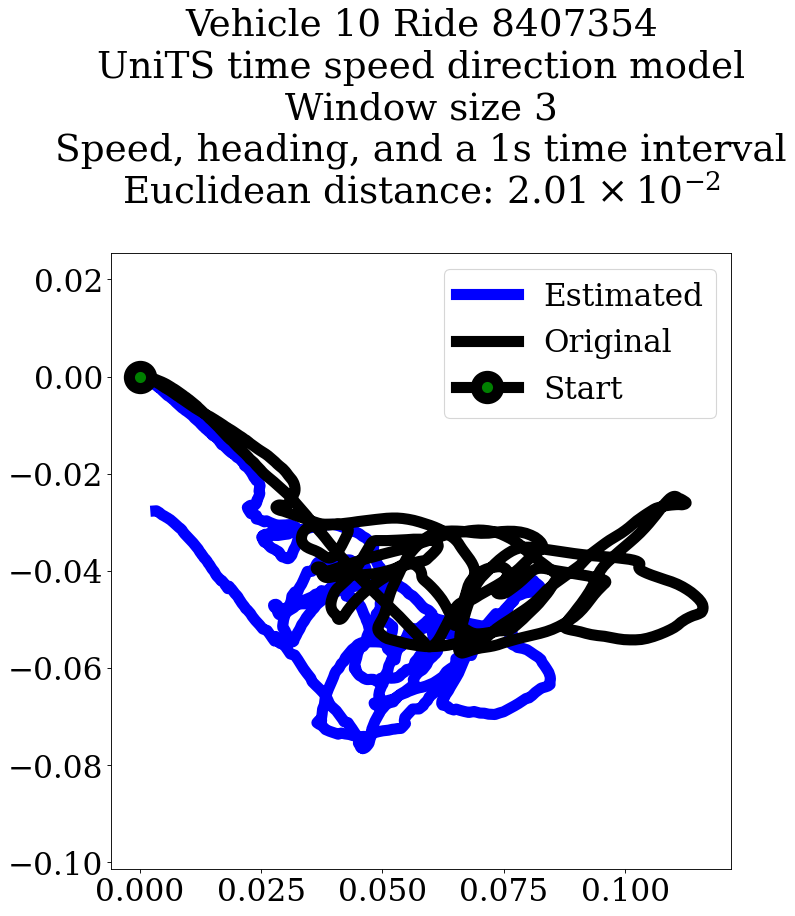 Vehicle 10 Ride 8407354
UniTS time speed direction model
Window size 3
Speed, heading, and a 1s time interval
Euclidean distance: 2.01 × 10⁻²
0.02
0.00
−0.02
−0.04
−0.06
−0.08
−0.10
0.000 0.025 0.050 0.075 0.100
Estimated
Original
Start